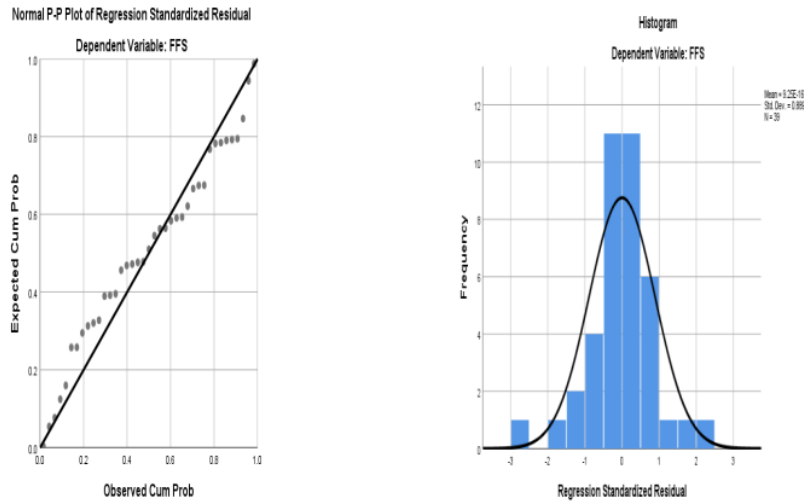 Normal P-P Plot of Regression Standardized Residual
Dependent Variable: FFS
1.0
0.8
0.6
0.4
0.2
0.0
0.0 0.2 0.4 0.6 0.8 1.0
Expected Cum Prob
Observed Cum Prob
Histogram
Dependent Variable: FFS
12
10
8
6
4
2
0
-3 -2 -1 0 1 2 3
Frequency
Regression Standardized Residual
Mean =
Std. Dev. =
N = 39